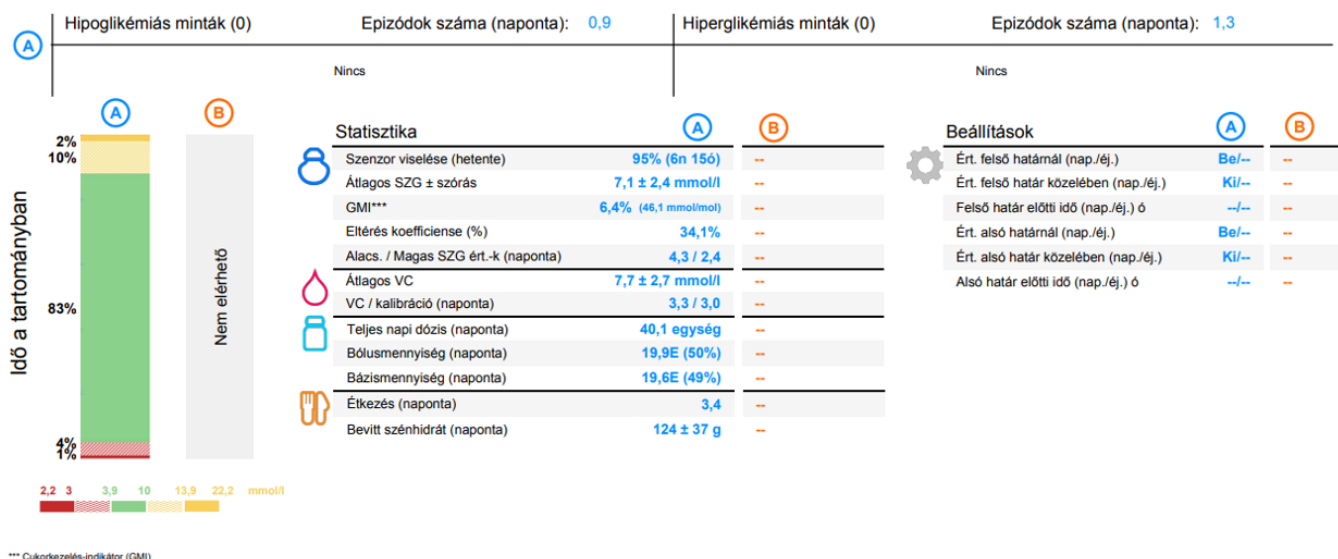 Hipoglikémiás minták (0) Epizódok száma (naponta): 0,9 Hiperglikémiás minták (0) Epizódok száma (naponta): 1,3
A
Nincs Nincs
A B
Idő a tartományban
2%
10%
83%
4%
1%
Nem elérhető
2,2 3 3,9 10 13,9 22,2 mmol/l
Statisztika A B
Szenzor viselése (hetente) 95% (6n 15ó) --
Átlagos SZG ± szórás 7,1 ± 2,4 mmol/l --
GMI*** 6,4% (46,1 mmol/mol) --
Eltérés koefficiense (%) 34,1% --
Alacs. / Magas SZG ért.-k (naponta) 4,3 / 2,4 --
Átlagos VC 7,7 ± 2,7 mmol/l --
VC / kalibráció (naponta) 3,3 / 3,0 --
Teljes napi dózis (naponta) 40,1 egység --
Bólusmennyiség (naponta) 19,9E (50%) --
Bázismennyiség (naponta) 19,6E (49%) --
Étkezés (naponta) 3,4 --
Bevitt szénhidrát (naponta) 124 ± 37 g --
Beállítások A B
Ért. felső határnál (nap./éj.) Be/-- --
Ért. felső határ közelében (nap./éj.) Ki/-- --
Felső határ előtti idő (nap./éj.) ó --/-- --
Ért. alsó határnál (nap./éj.) Be/-- --
Ért. alsó határ közelében (nap./éj.) Ki/-- --
Alsó határ előtti idő (nap./éj.) ó --/-- --
*** Cukorkezelés-indikátor (GMI)